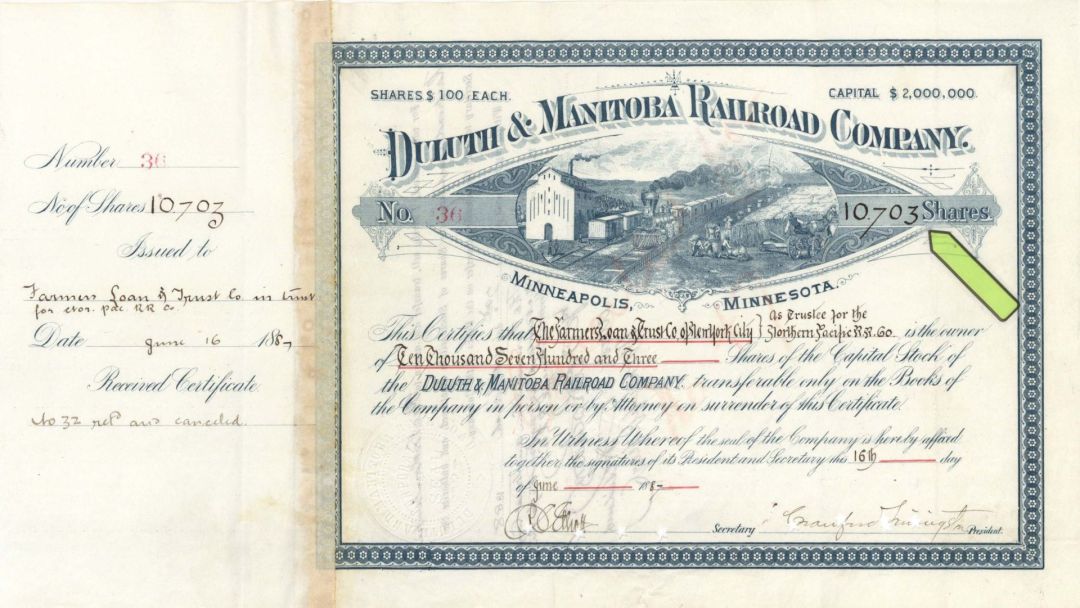 Number 36
No of Shares 10.703
Issued to
Farmers Loan & Trust Co in trust
for Nor. Pac RR Co
Date June 16 188
Received Certificate
No 32 and canceled.
SHARES $ 100 EACH.
CAPITAL $ 2,000,000.
DULUTH & MANITOBA RAILROAD COMPANY.
No. 36
10.703 Shares.
MINNEAPOLIS, MINNESOTA.
This Certifies that The Farmers Loan & Trust Co of New York City } As Trustee for the Northern Pacific R.R. Co. is the owner
of Ten Thousand Seven Hundred and Three Shares of the Capital Stock of
the DULUTH & MANITOBA RAILROAD COMPANY. transferable only on the Books of
the Company in person or by Attorney on surrender of this Certificate.
In Witness Whereof the seal of the Company is hereby affixed
together the signatures of its President and Secretary this 16th day
of June 188
Secretary President.